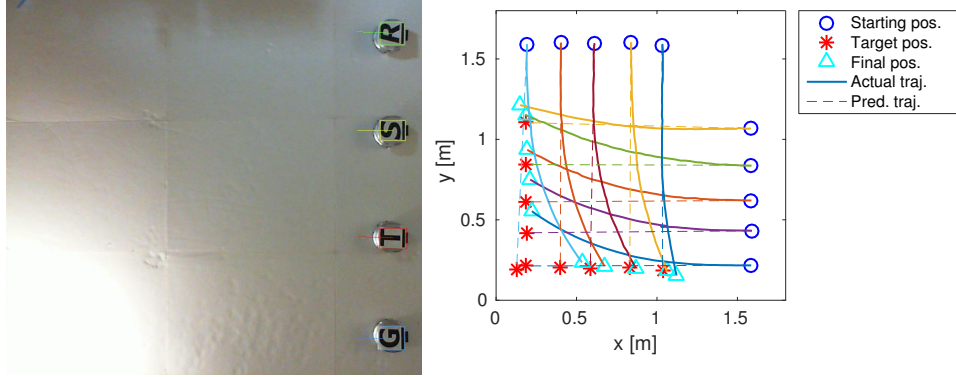 R
S
T
G
y [m]
1.5
1
0.5
0
0
0.5
1
1.5
x [m]
Starting pos.
Target pos.
Final pos.
Actual traj.
Pred. traj.